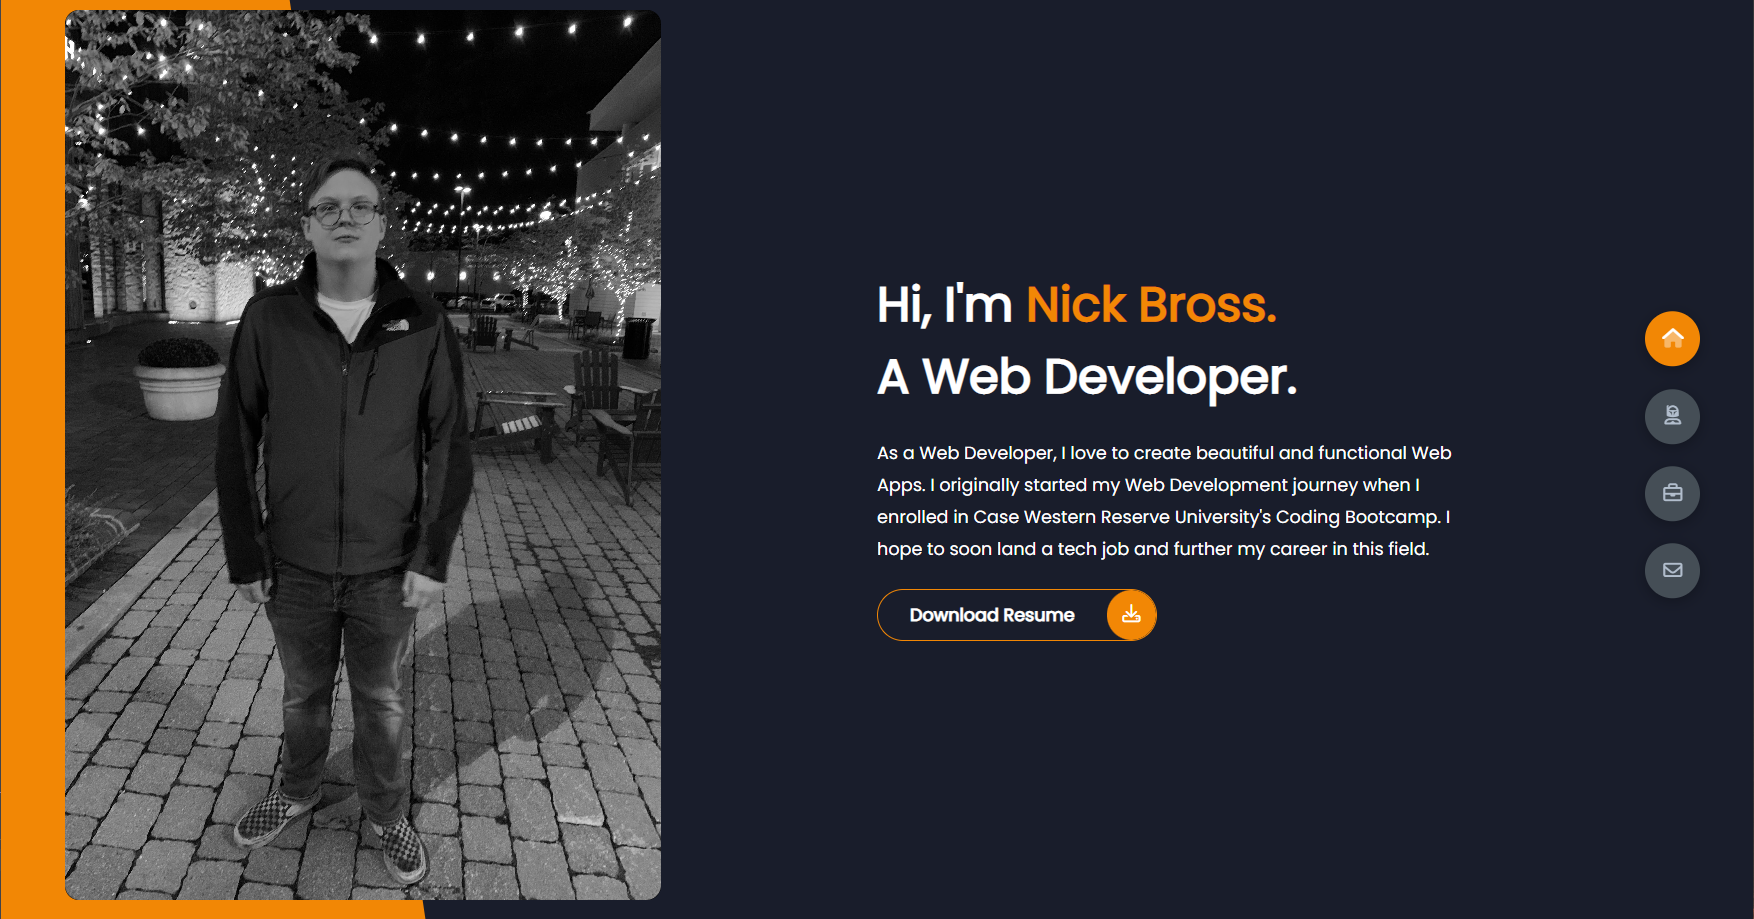 Hi, I'm Nick Bross.
A Web Developer.
As a Web Developer, I love to create beautiful and functional Web
Apps. I originally started my Web Development journey when I
enrolled in Case Western Reserve University's Coding Bootcamp. I
hope to soon land a tech job and further my career in this field.
Download Resume